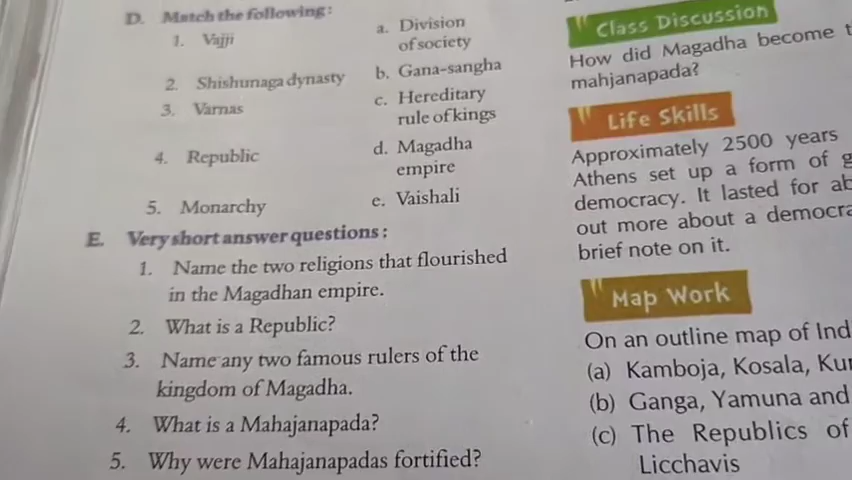 D. Match the following:
1. Vajji
a. Division
of society
2. Shishunaga dynasty
b. Gana-sangha
3. Varnas
c. Hereditary
rule of kings
4. Republic
d. Magadha
empire
5. Monarchy
e. Vaishali
E. Very short answer questions:
1. Name the two religions that flourished
in the Magadhan empire.
2. What is a Republic?
3. Name any two famous rulers of the
kingdom of Magadha.
4. What is a Mahajanapada?
5. Why were Mahajanapadas fortified?
Class Discussion
How did Magadha become
mahjanapada?
Life Skills
Approximately 2500 years
Athens set up a form of
democracy. It lasted for
out more about a
brief note on it.
Map Work
On an outline map of
(a) Kamboja, Kosala,
(b) Ganga, Yamuna and
(c) The Republics of
Licchavis